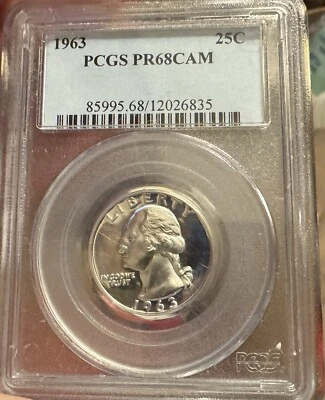 1963 25C
PCGS PR68CAM
85995.68/12026835
LIBERTY
IN GOD WE
TRUST
1963
PCGS